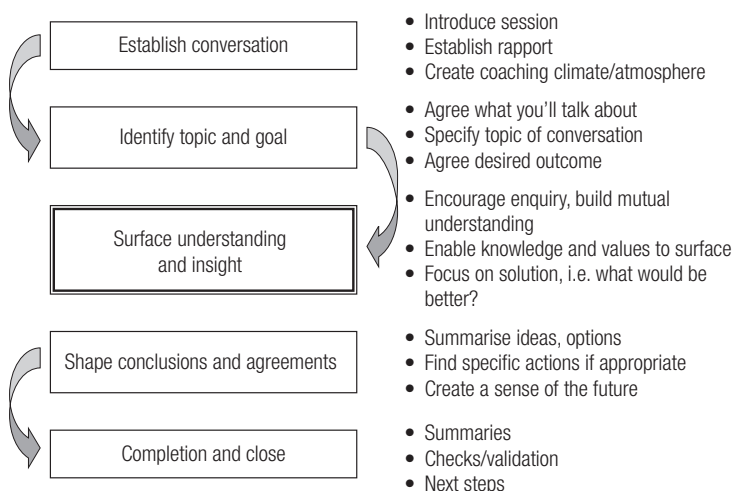 Establish conversation
• Introduce session
• Establish rapport
• Create coaching climate/atmosphere
Identify topic and goal
• Agree what you'll talk about
• Specify topic of conversation
• Agree desired outcome
Surface understanding
and insight
• Encourage enquiry, build mutual
understanding
• Enable knowledge and values to surface
• Focus on solution, i.e. what would be
better?
Shape conclusions and agreements
• Summarise ideas, options
• Find specific actions if appropriate
• Create a sense of the future
Completion and close
• Summaries
• Checks/validation
• Next steps